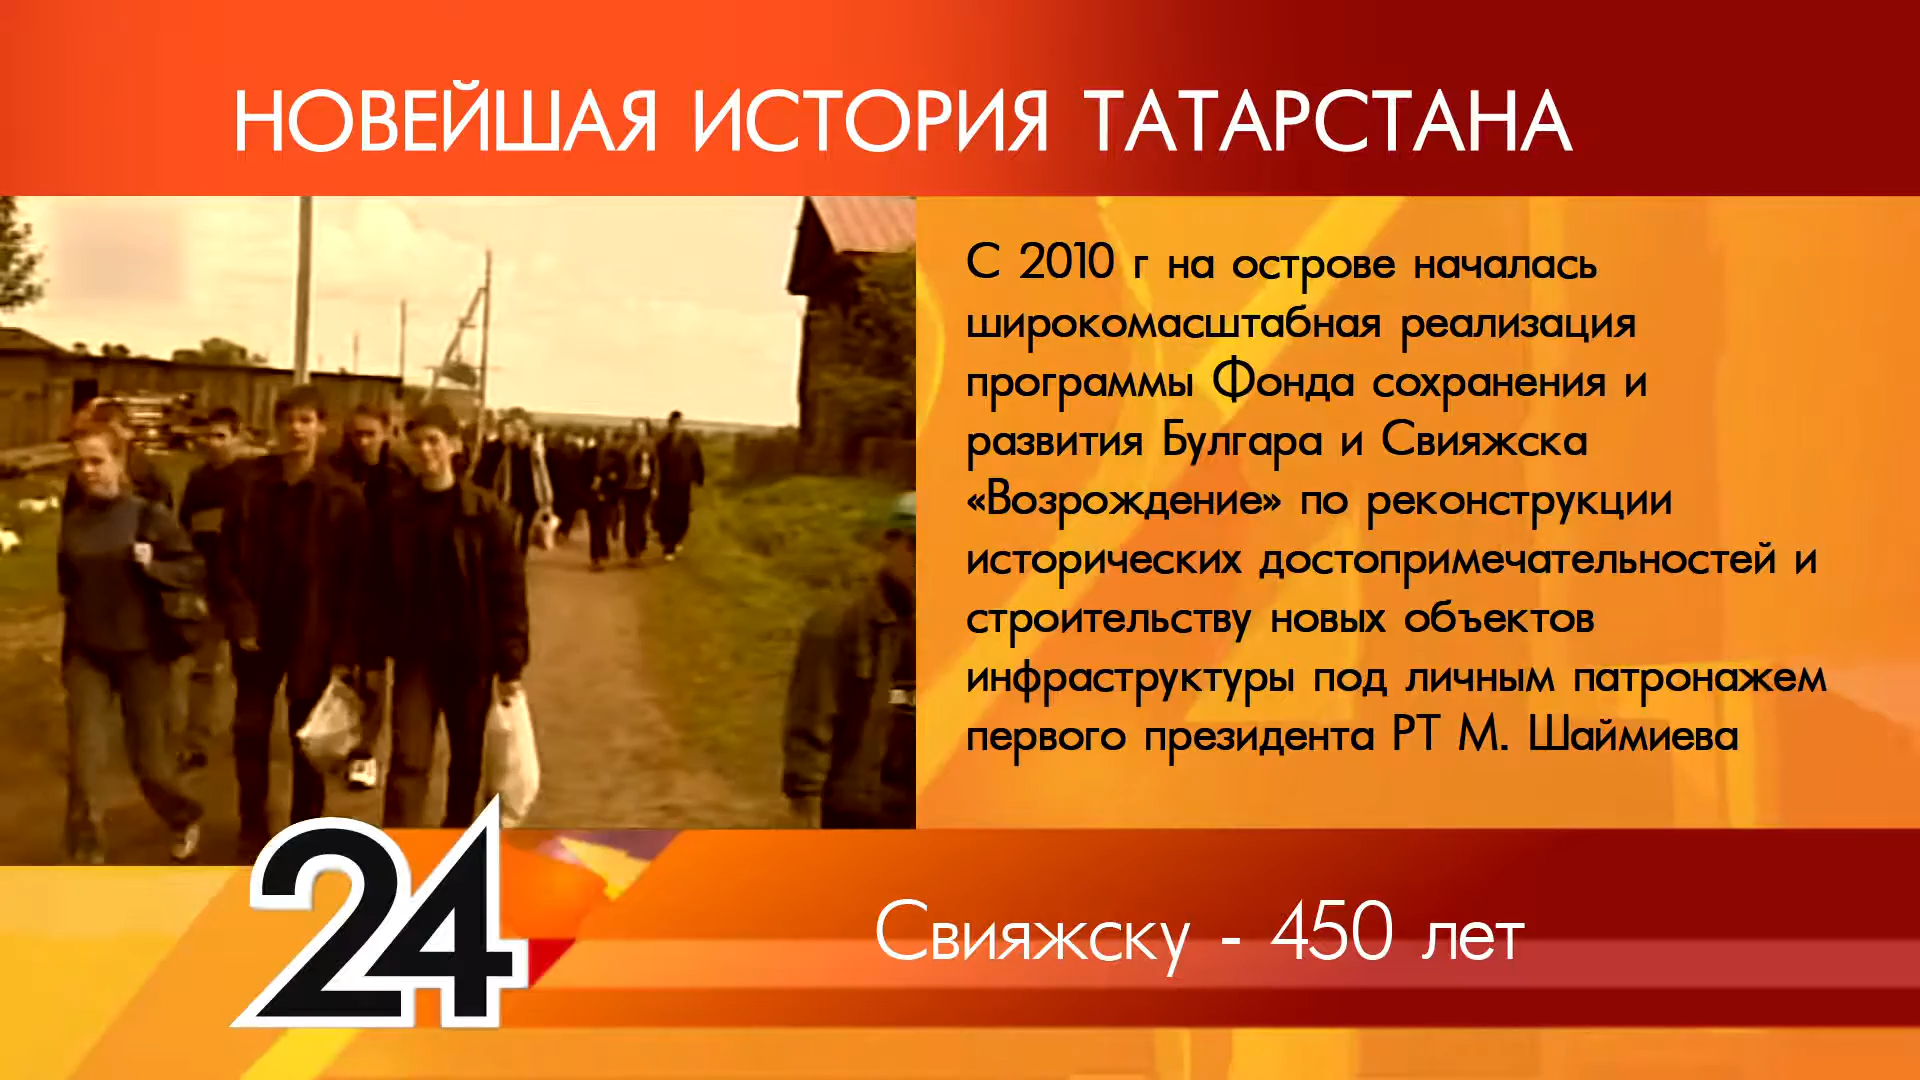 НОВЕЙШАЯ ИСТОРИЯ ТАТАРСТАНА
С 2010 г на острове началась
широкомасштабная реализация
программы Фонда сохранения и
развития Булгара и Свияжска
«Возрождение» по реконструкции
исторических достопримечательностей и
строительству новых объектов
инфраструктуры под личным патронажем
первого президента РТ М. Шаймиева
24
Свияжску - 450 лет